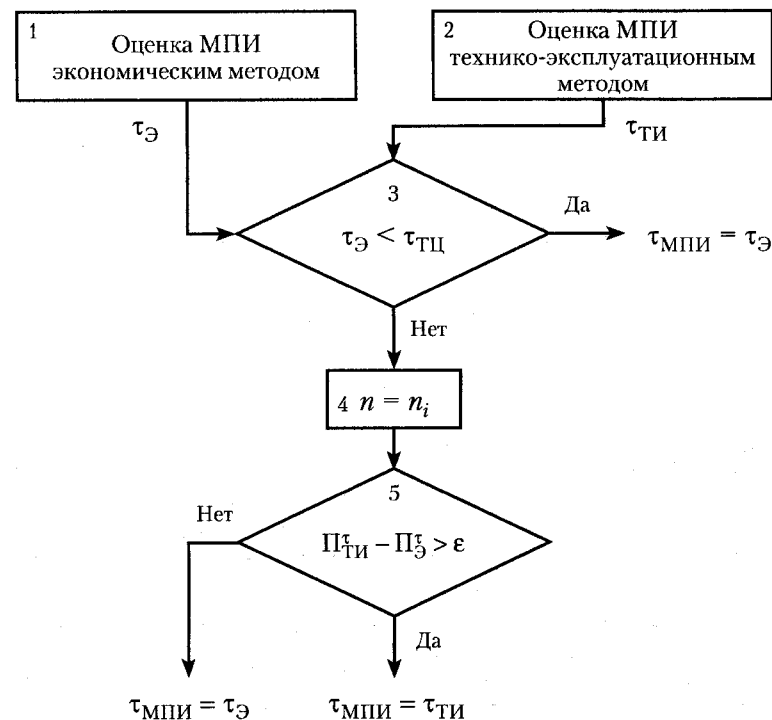 1
Оценка МПИ
экономическим методом
2
Оценка МПИ
технико-эксплуатационным
методом
τЭ
τТИ
3
τЭ < τТЦ
Да
τМПИ = τЭ
Нет
4 n = ni
5
ПτТИ – ПτЭ > ε
Нет
Да
τМПИ = τЭ
τМПИ = τТИ